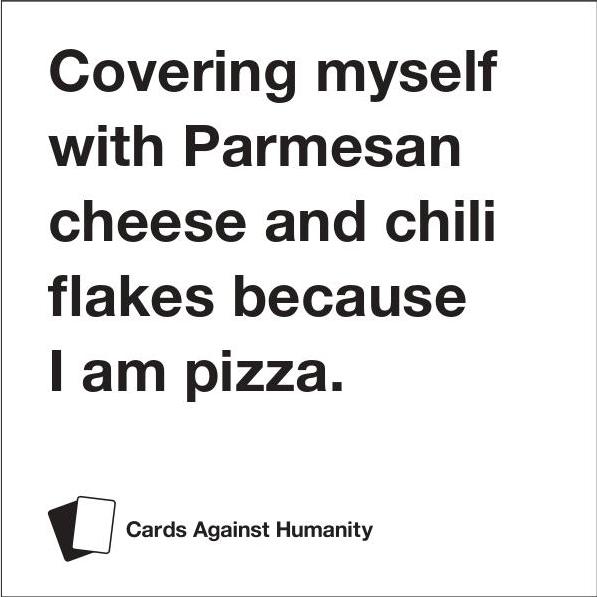 Covering myself
with Parmesan
cheese and chili
flakes because
I am pizza.
Cards Against Humanity